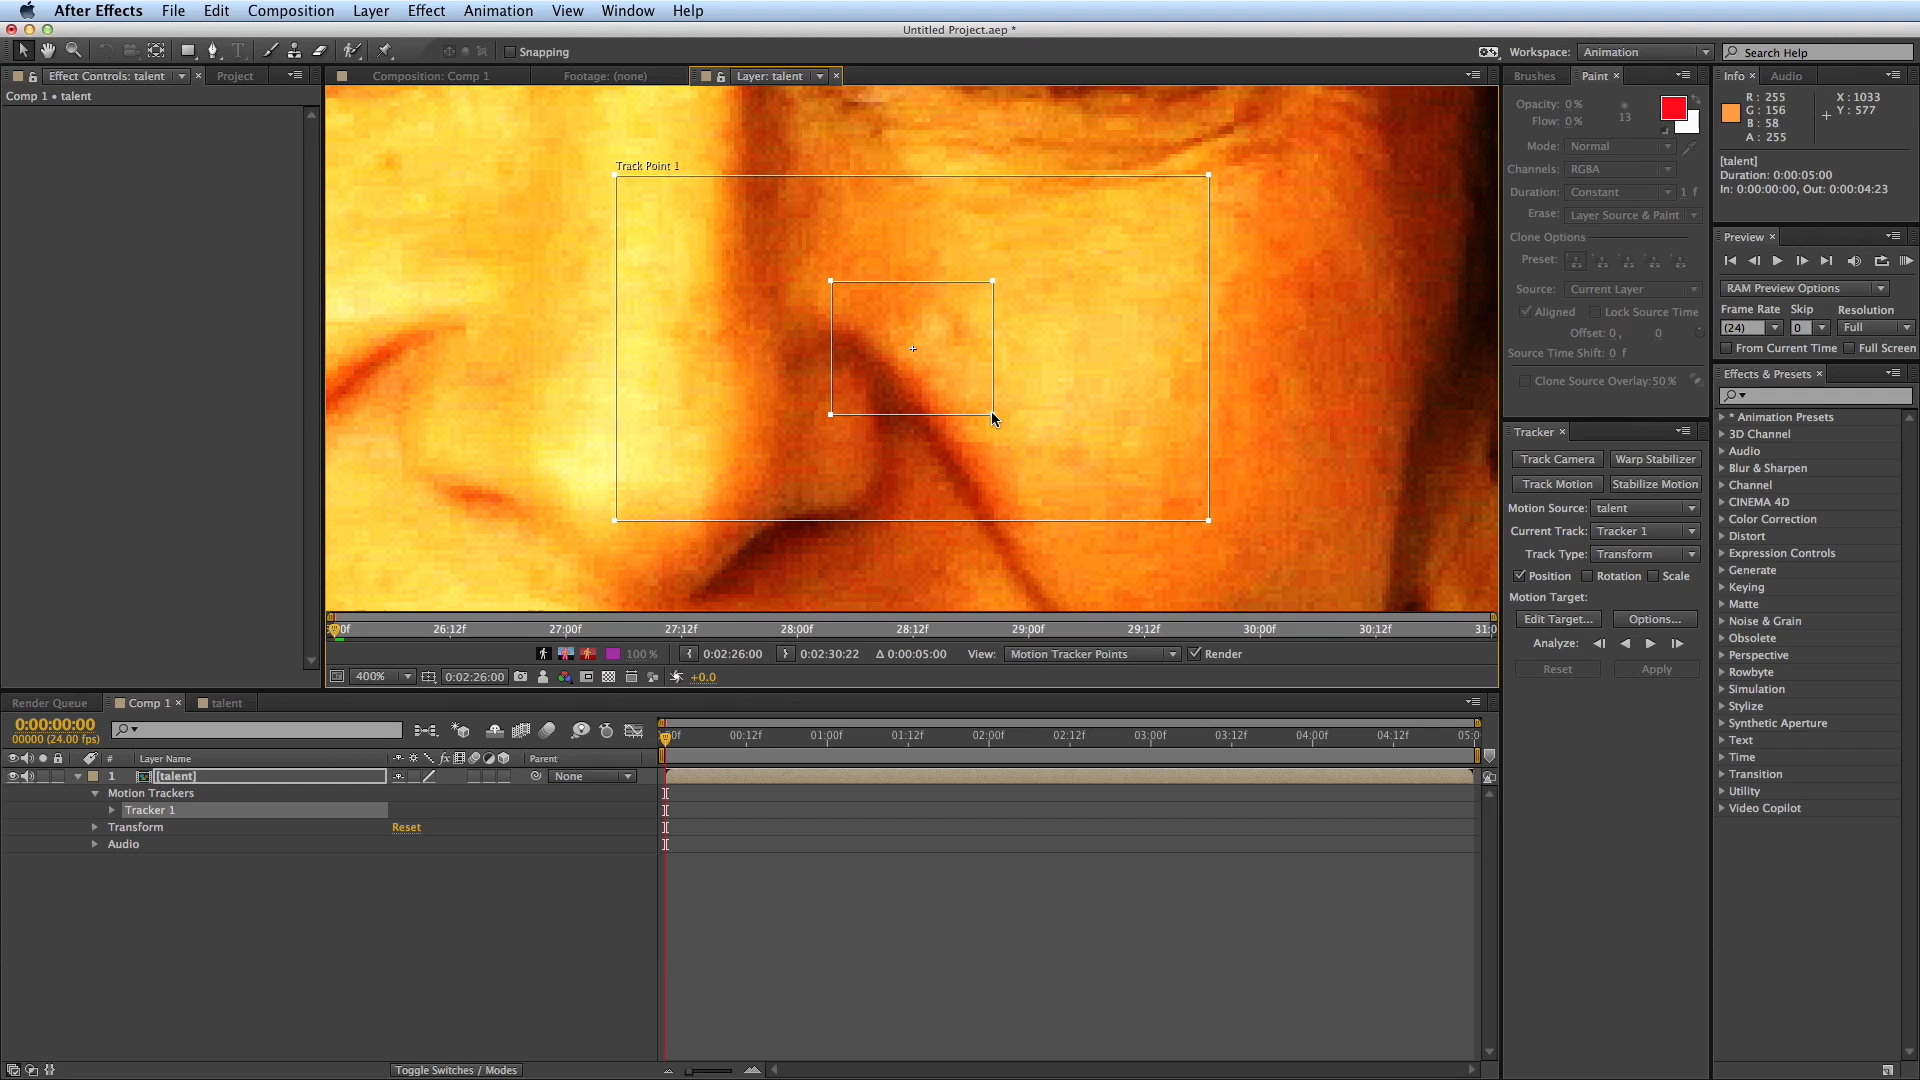 After Effects File Edit Composition Layer Effect Animation View Window Help
Untitled Project.aep *
Snapping
Workspace: Animation
Search Help
Effect Controls: talent
Project
Composition: Comp 1
Footage: (none)
Layer: talent
Brushes
Paint
Info
Audio
Comp 1 • talent
Opacity: 0 %
Flow: 0 %
13
Mode: Normal
Channels: RGBA
Duration: Constant 1 f
Erase: Layer Source & Paint
Clone Options
Preset:
Source: Current Layer
Aligned Lock Source Time
Offset: 0 , 0
Source Time Shift: 0 f
Clone Source Overlay: 50 %
R : 255
G : 156
B : 58
A : 255
X : 1033
Y : 577
[talent]
Duration: 0:00:05:00
In: 0:00:00:00, Out: 0:00:04:23
Preview
RAM Preview Options
Frame Rate Skip Resolution
(24) 0 Full
From Current Time Full Screen
Effects & Presets
* Animation Presets
3D Channel
Audio
Blur & Sharpen
Channel
CINEMA 4D
Color Correction
Distort
Expression Controls
Generate
Keying
Matte
Noise & Grain
Obsolete
Perspective
Rowbyte
Simulation
Stylize
Synthetic Aperture
Text
Time
Transition
Utility
Video Copilot
Tracker
Track Camera Warp Stabilizer
Track Motion Stabilize Motion
Motion Source: talent
Current Track: Tracker 1
Track Type: Transform
Position Rotation Scale
Motion Target:
Edit Target... Options...
Analyze:
Reset Apply
Track Point 1
00f 26:12f 27:00f 27:12f 28:00f 28:12f 29:00f 29:12f 30:00f 30:12f 31:0
100 % 0:02:26:00 0:02:30:22 Δ 0:00:05:00 View: Motion Tracker Points Render
400% 0:02:26:00 +0.0
Render Queue Comp 1 talent
0:00:00:00
00000 (24.00 fps)
00f 00:12f 01:00f 01:12f 02:00f 02:12f 03:00f 03:12f 04:00f 04:12f 05:0
# Layer Name fx Parent
1 [talent] None
Motion Trackers
Tracker 1
Transform Reset
Audio
Toggle Switches / Modes